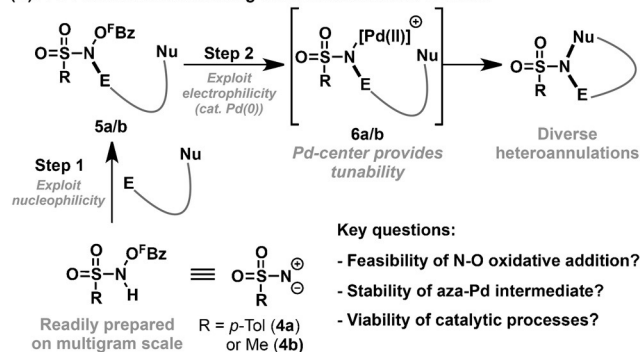 OFBz
[Pd(II)]
⊕
O
O=S–N
R
E
Nu
Step 2
Exploit
electrophilicity
(cat. Pd(0))
O
O=S
N
R
E
Nu
O
O=S–N
R
E
Nu
5a/b
6a/b
Pd-center provides
tunability
Diverse
heteroannulations
Step 1
Exploit
nucleophilicity
E
Nu
Key questions:
- Feasibility of N-O oxidative addition?
- Stability of aza-Pd intermediate?
- Viability of catalytic processes?
OFBz
O
O=S–N
R
H
≡
O
O=S–N
R
⊕
⊖
Readily prepared
on multigram scale
R = p-Tol (4a)
or Me (4b)